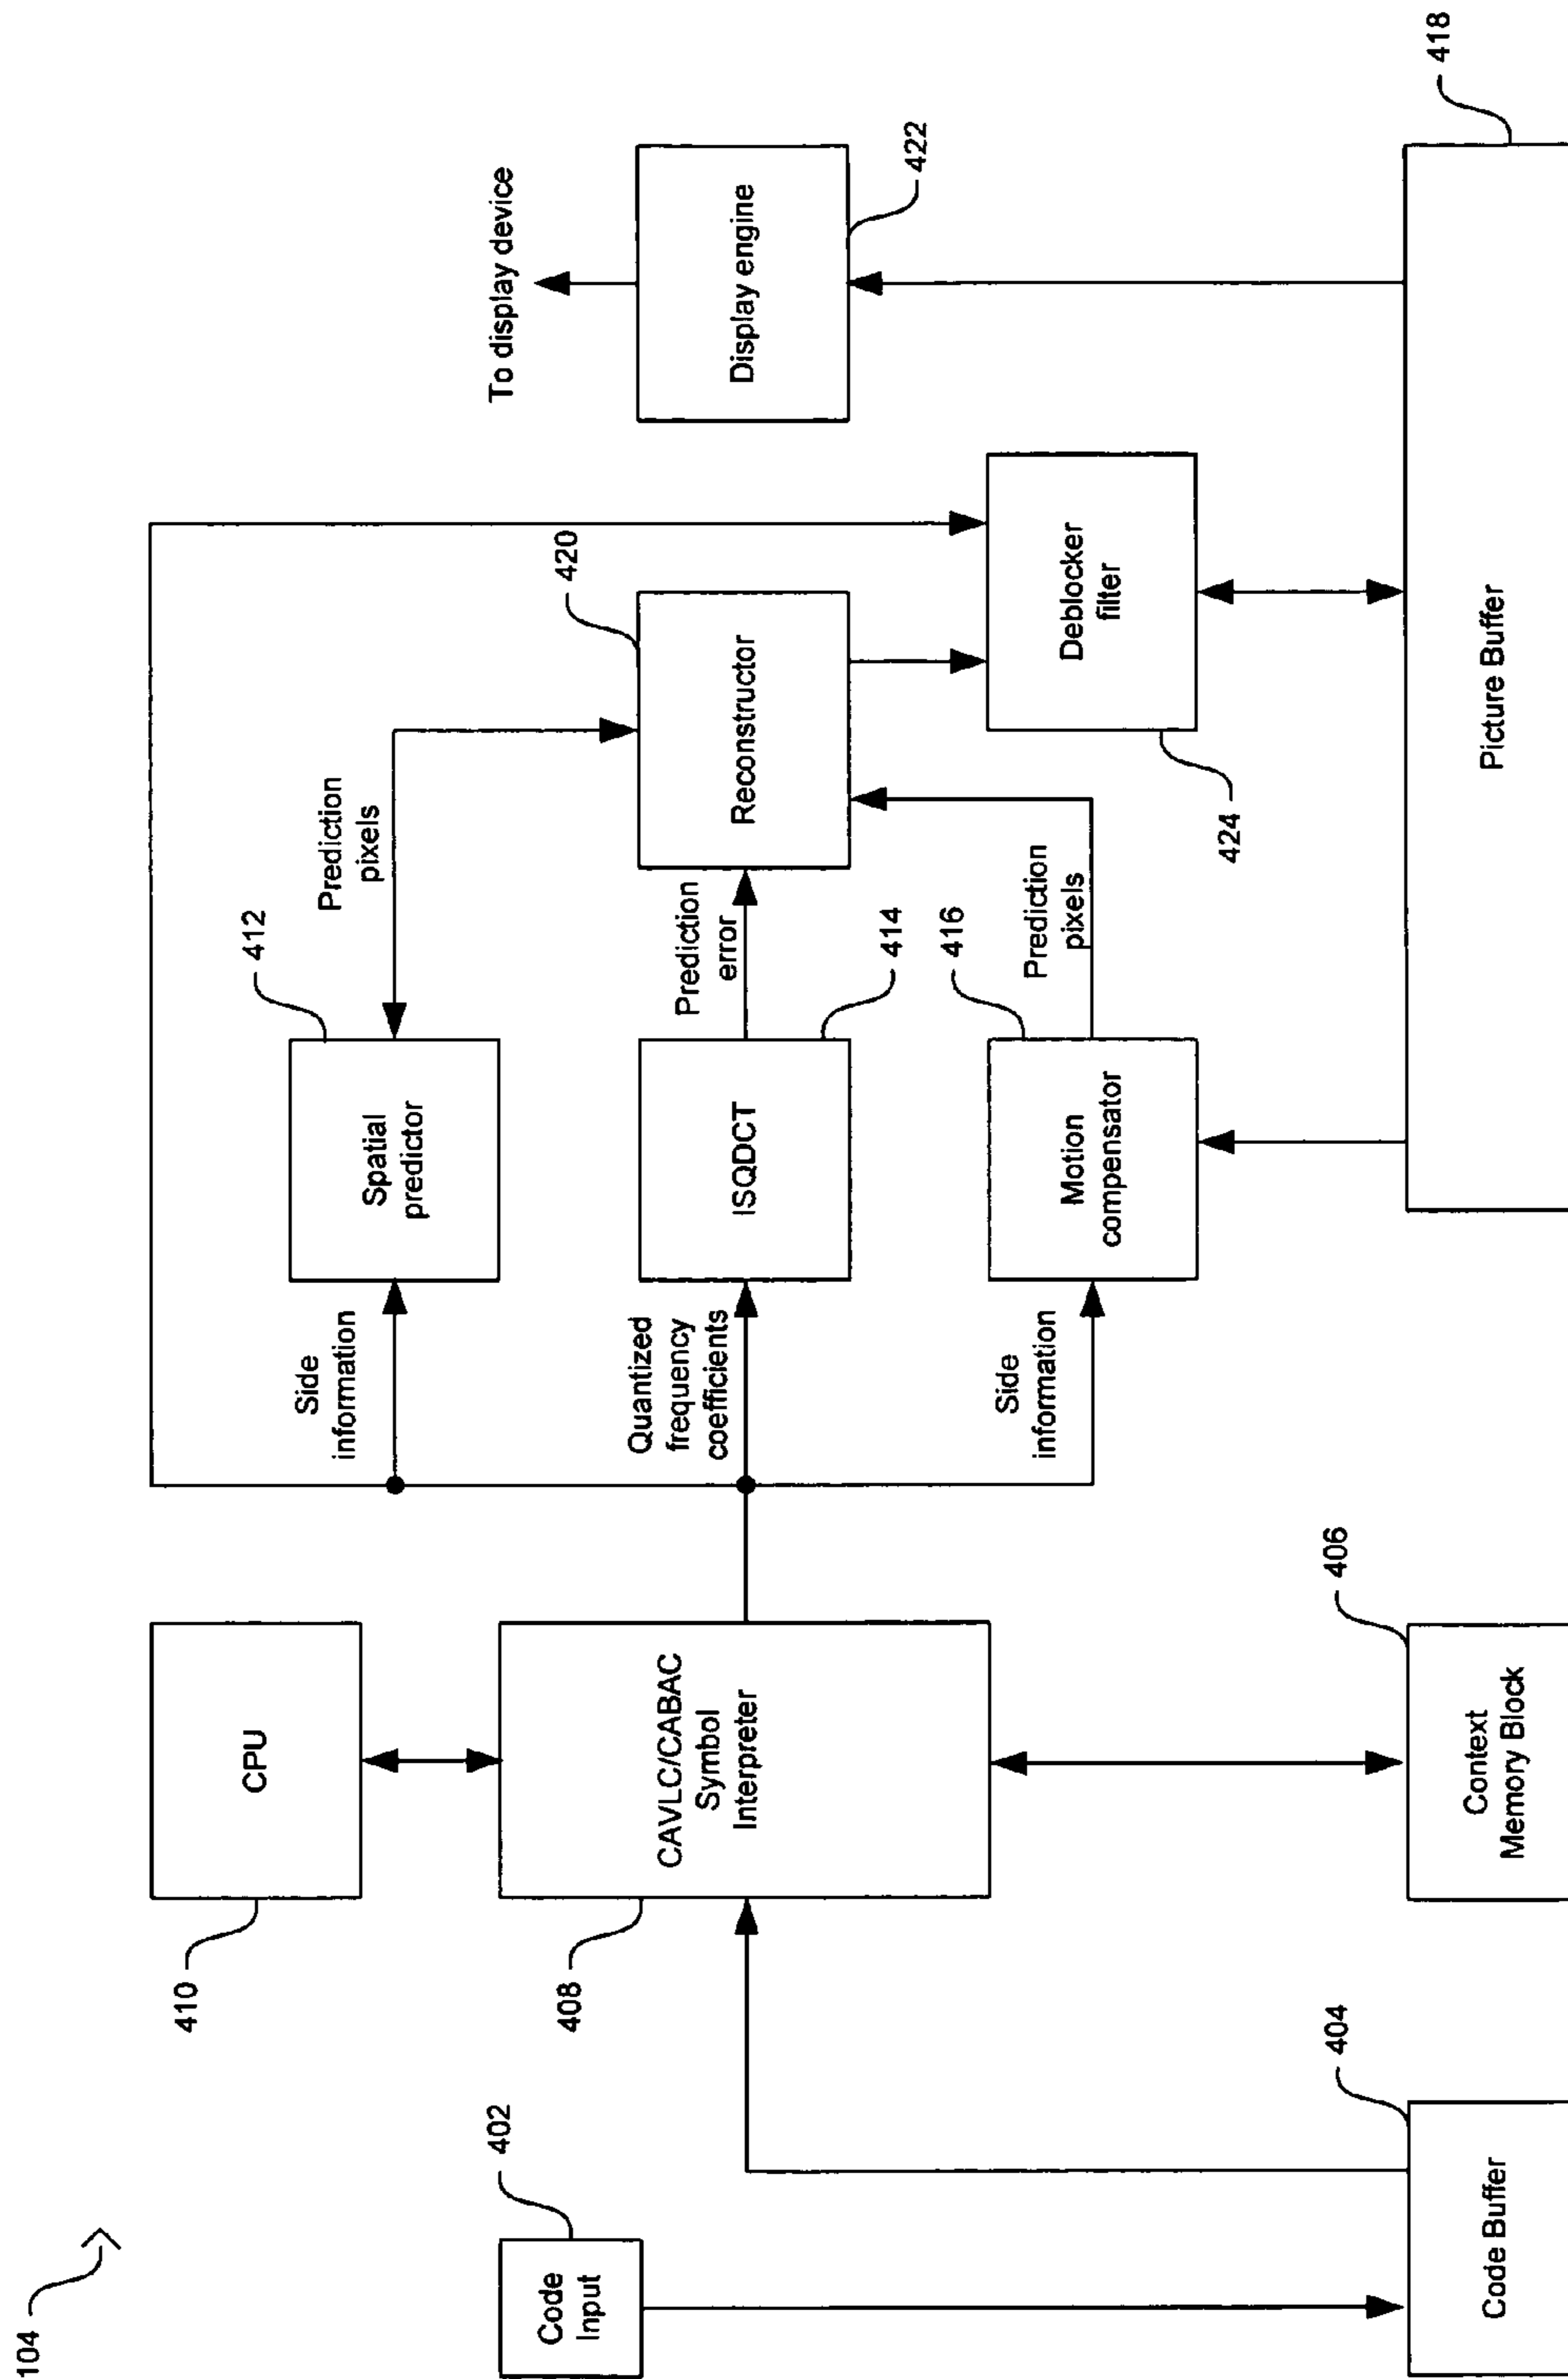 104
402
Code
Input
404
Code Buffer
410
CPU
408
CAVLC/CABAC
Symbol
Interpreter
406
Context
Memory Block
Side
information
Quantized
frequency
coefficients
Side
information
412
Spatial
predictor
ISQDCT
414
416
Motion
compensator
Prediction
pixels
Prediction
error
Prediction
pixels
420
Reconstructor
Deblocker
filter
424
To display device
Display engine
422
418
Picture Buffer